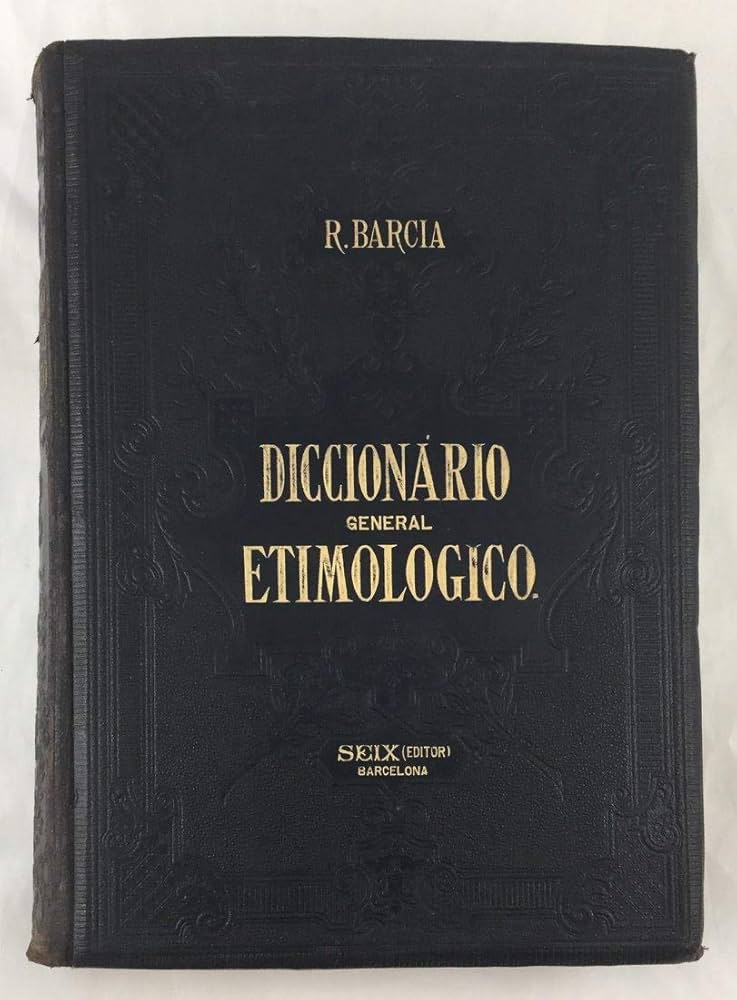 R. BARCIA
DICCIONÁRIO
GENERAL
ETIMOLOGICO.
SEIX (EDITOR)
BARCELONA